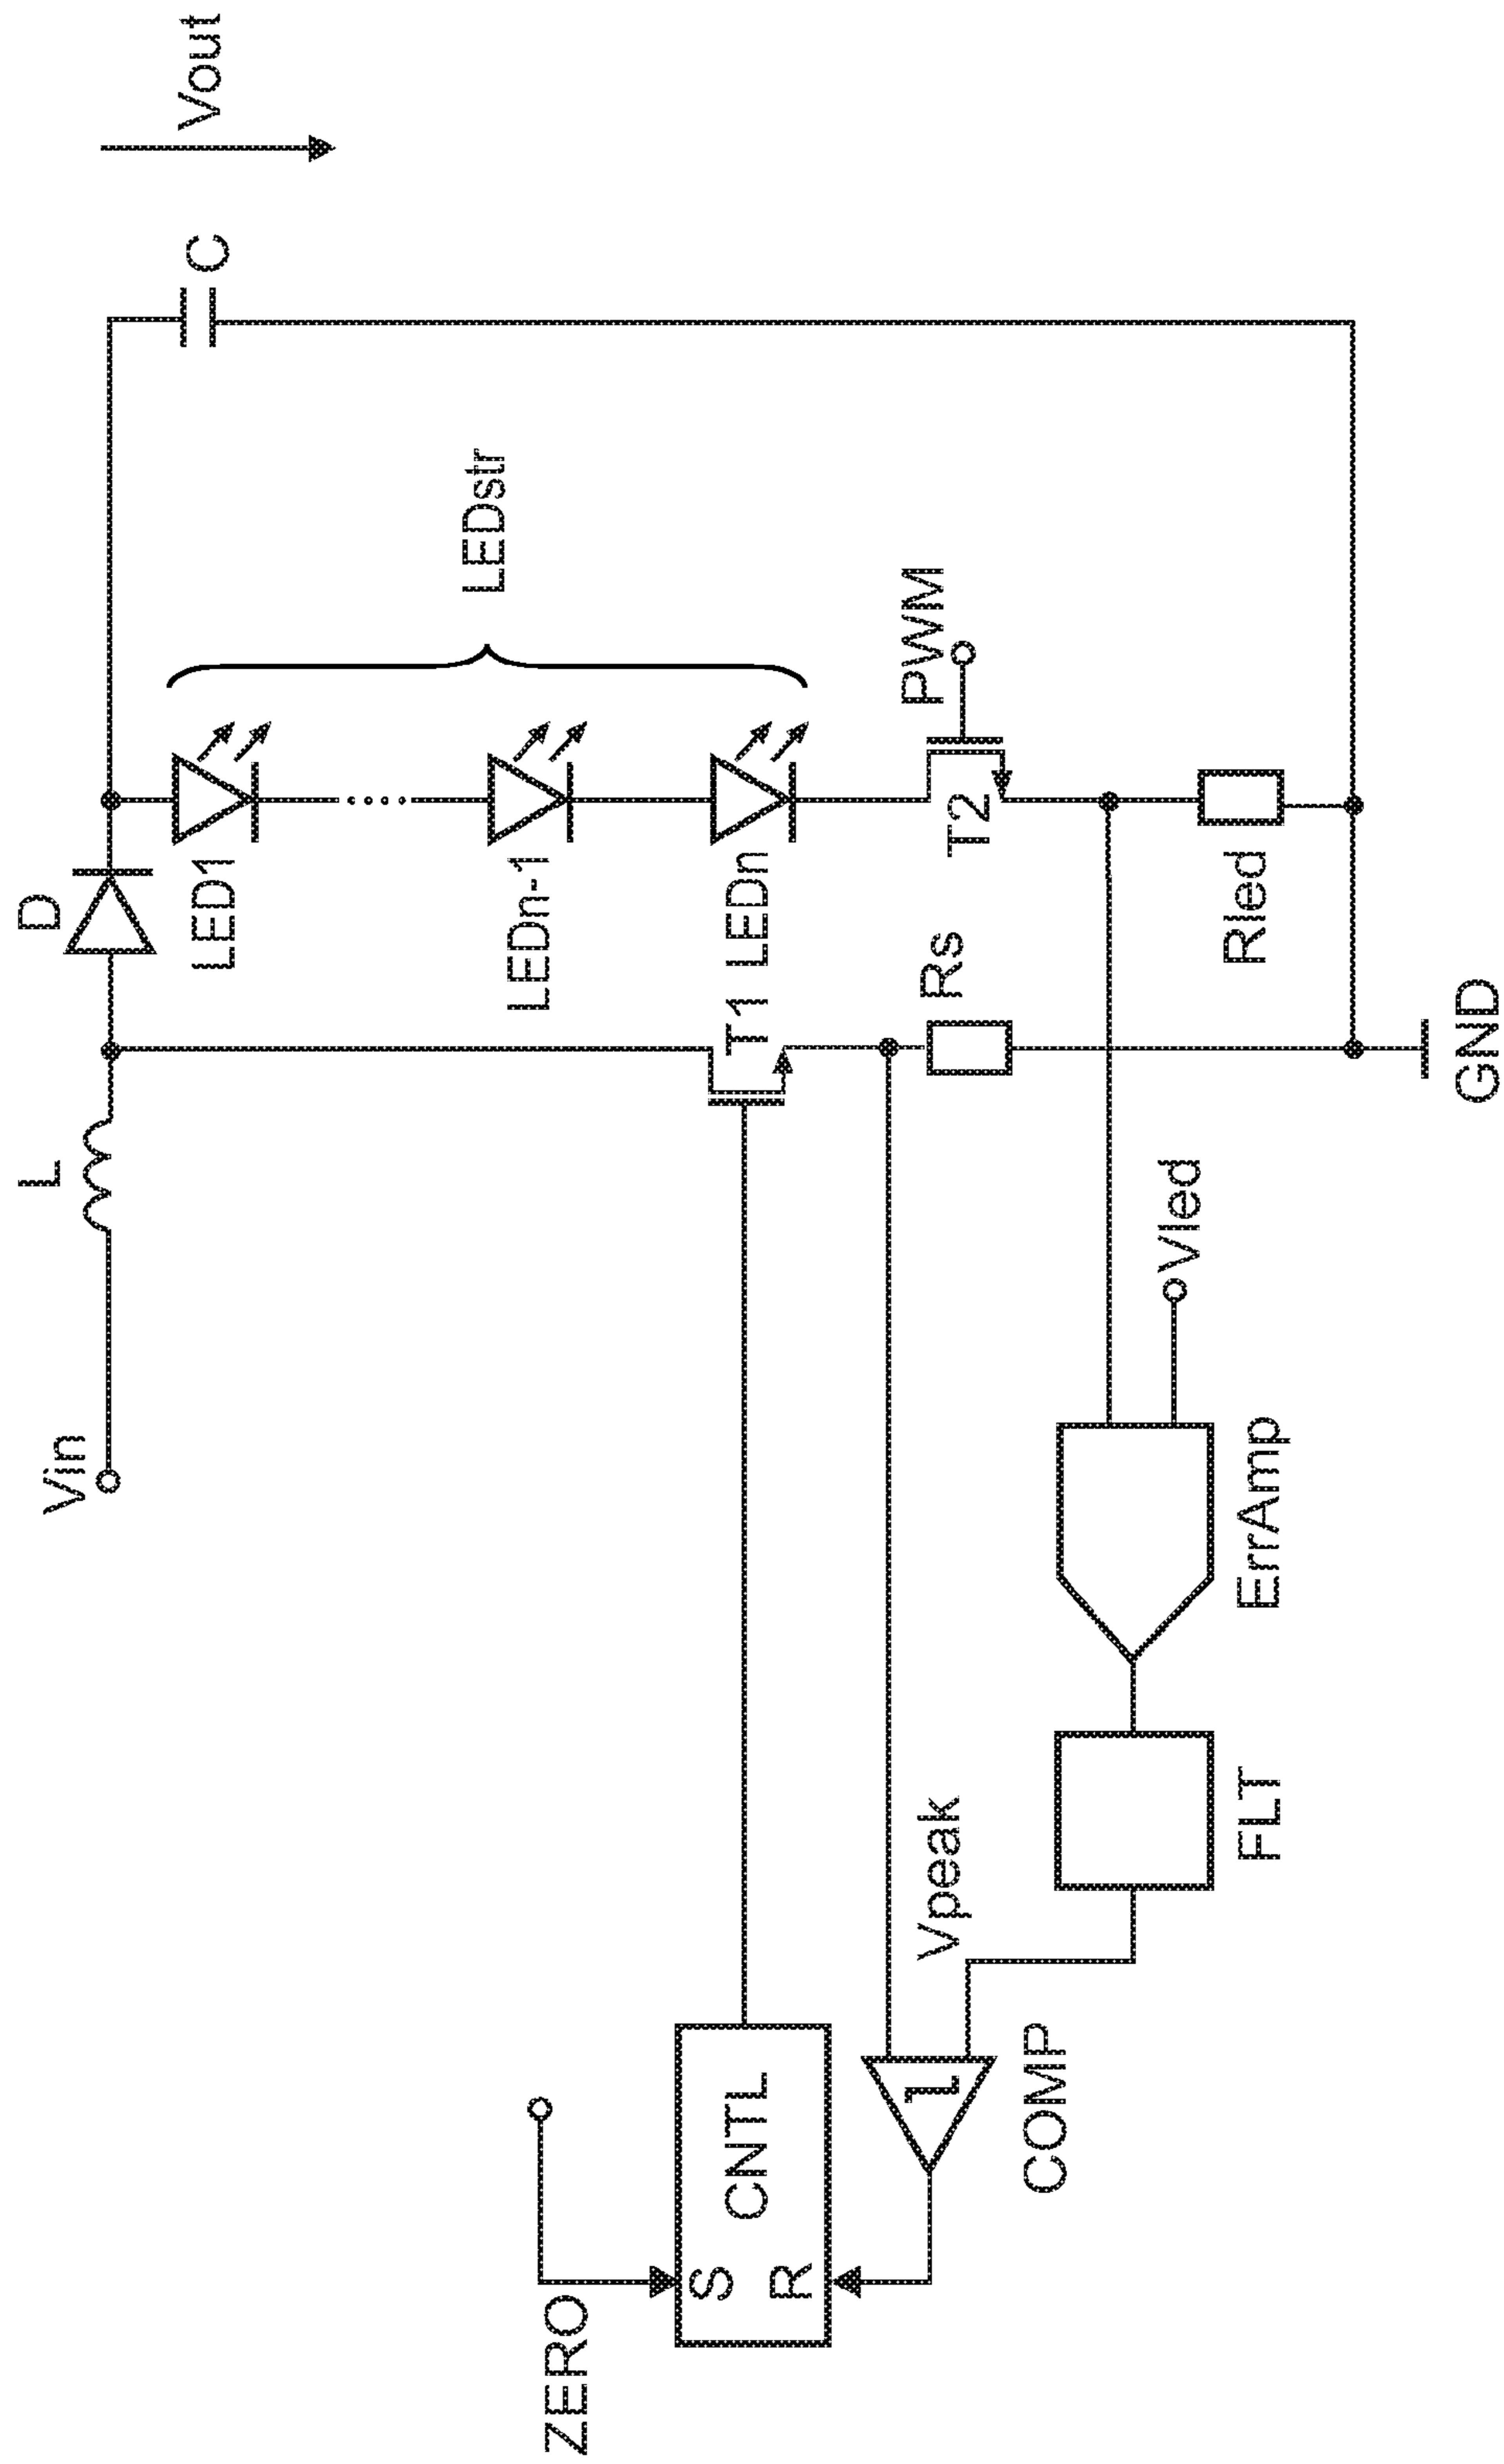 L
D
Vin
Vout
C
LED1
LEDstr
LEDn-1
ZERO
S
CNTL
T1
LEDn
R
PWM
Vpeak
Rs
T2
COMP
Vled
Rled
FLT
ErrAmp
GND